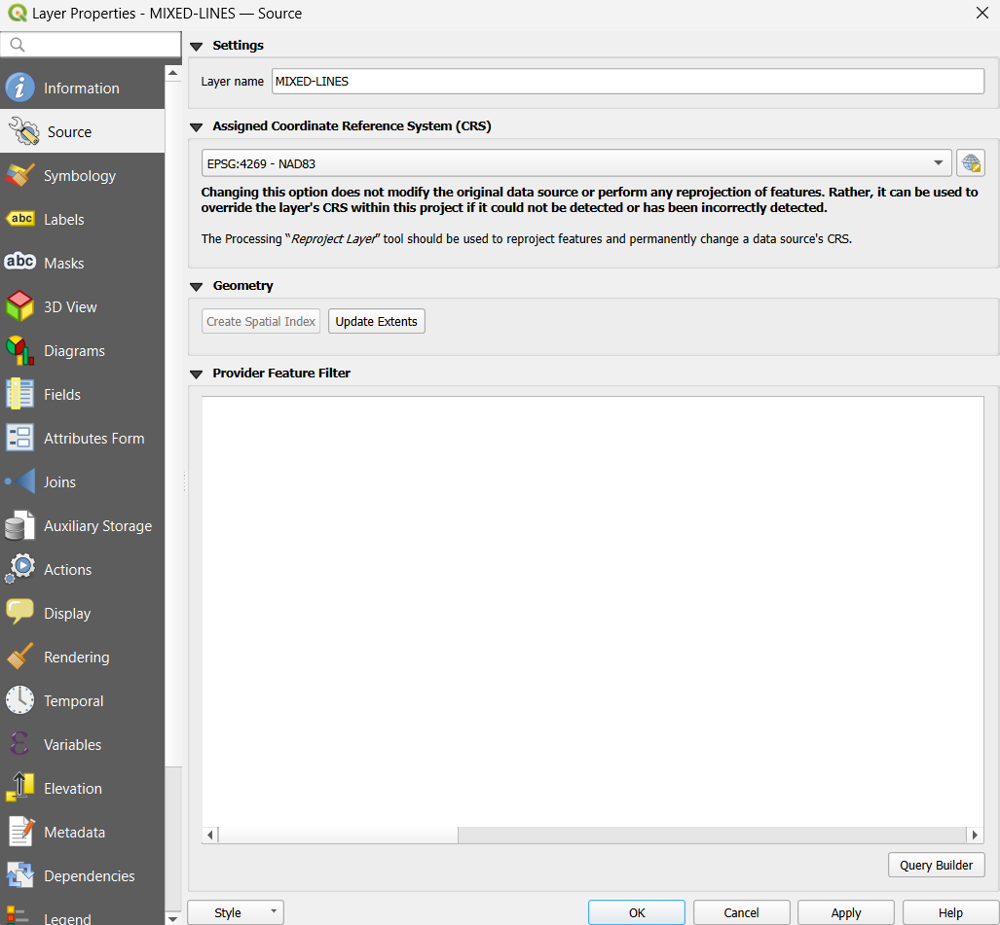 Layer Properties - MIXED-LINES — Source
Information
Source
Symbology
abc Labels
abc Masks
3D View
Diagrams
Fields
Attributes Form
Joins
Auxiliary Storage
Actions
Display
Rendering
Temporal
Variables
Elevation
Metadata
Dependencies
Legend
Settings
Layer name MIXED-LINES
Assigned Coordinate Reference System (CRS)
EPSG:4269 - NAD83
Changing this option does not modify the original data source or perform any reprojection of features. Rather, it can be used to
override the layer's CRS within this project if it could not be detected or has been incorrectly detected.
The Processing “Reproject Layer” tool should be used to reproject features and permanently change a data source's CRS.
Geometry
Create Spatial Index Update Extents
Provider Feature Filter
Query Builder
Style OK Cancel Apply Help